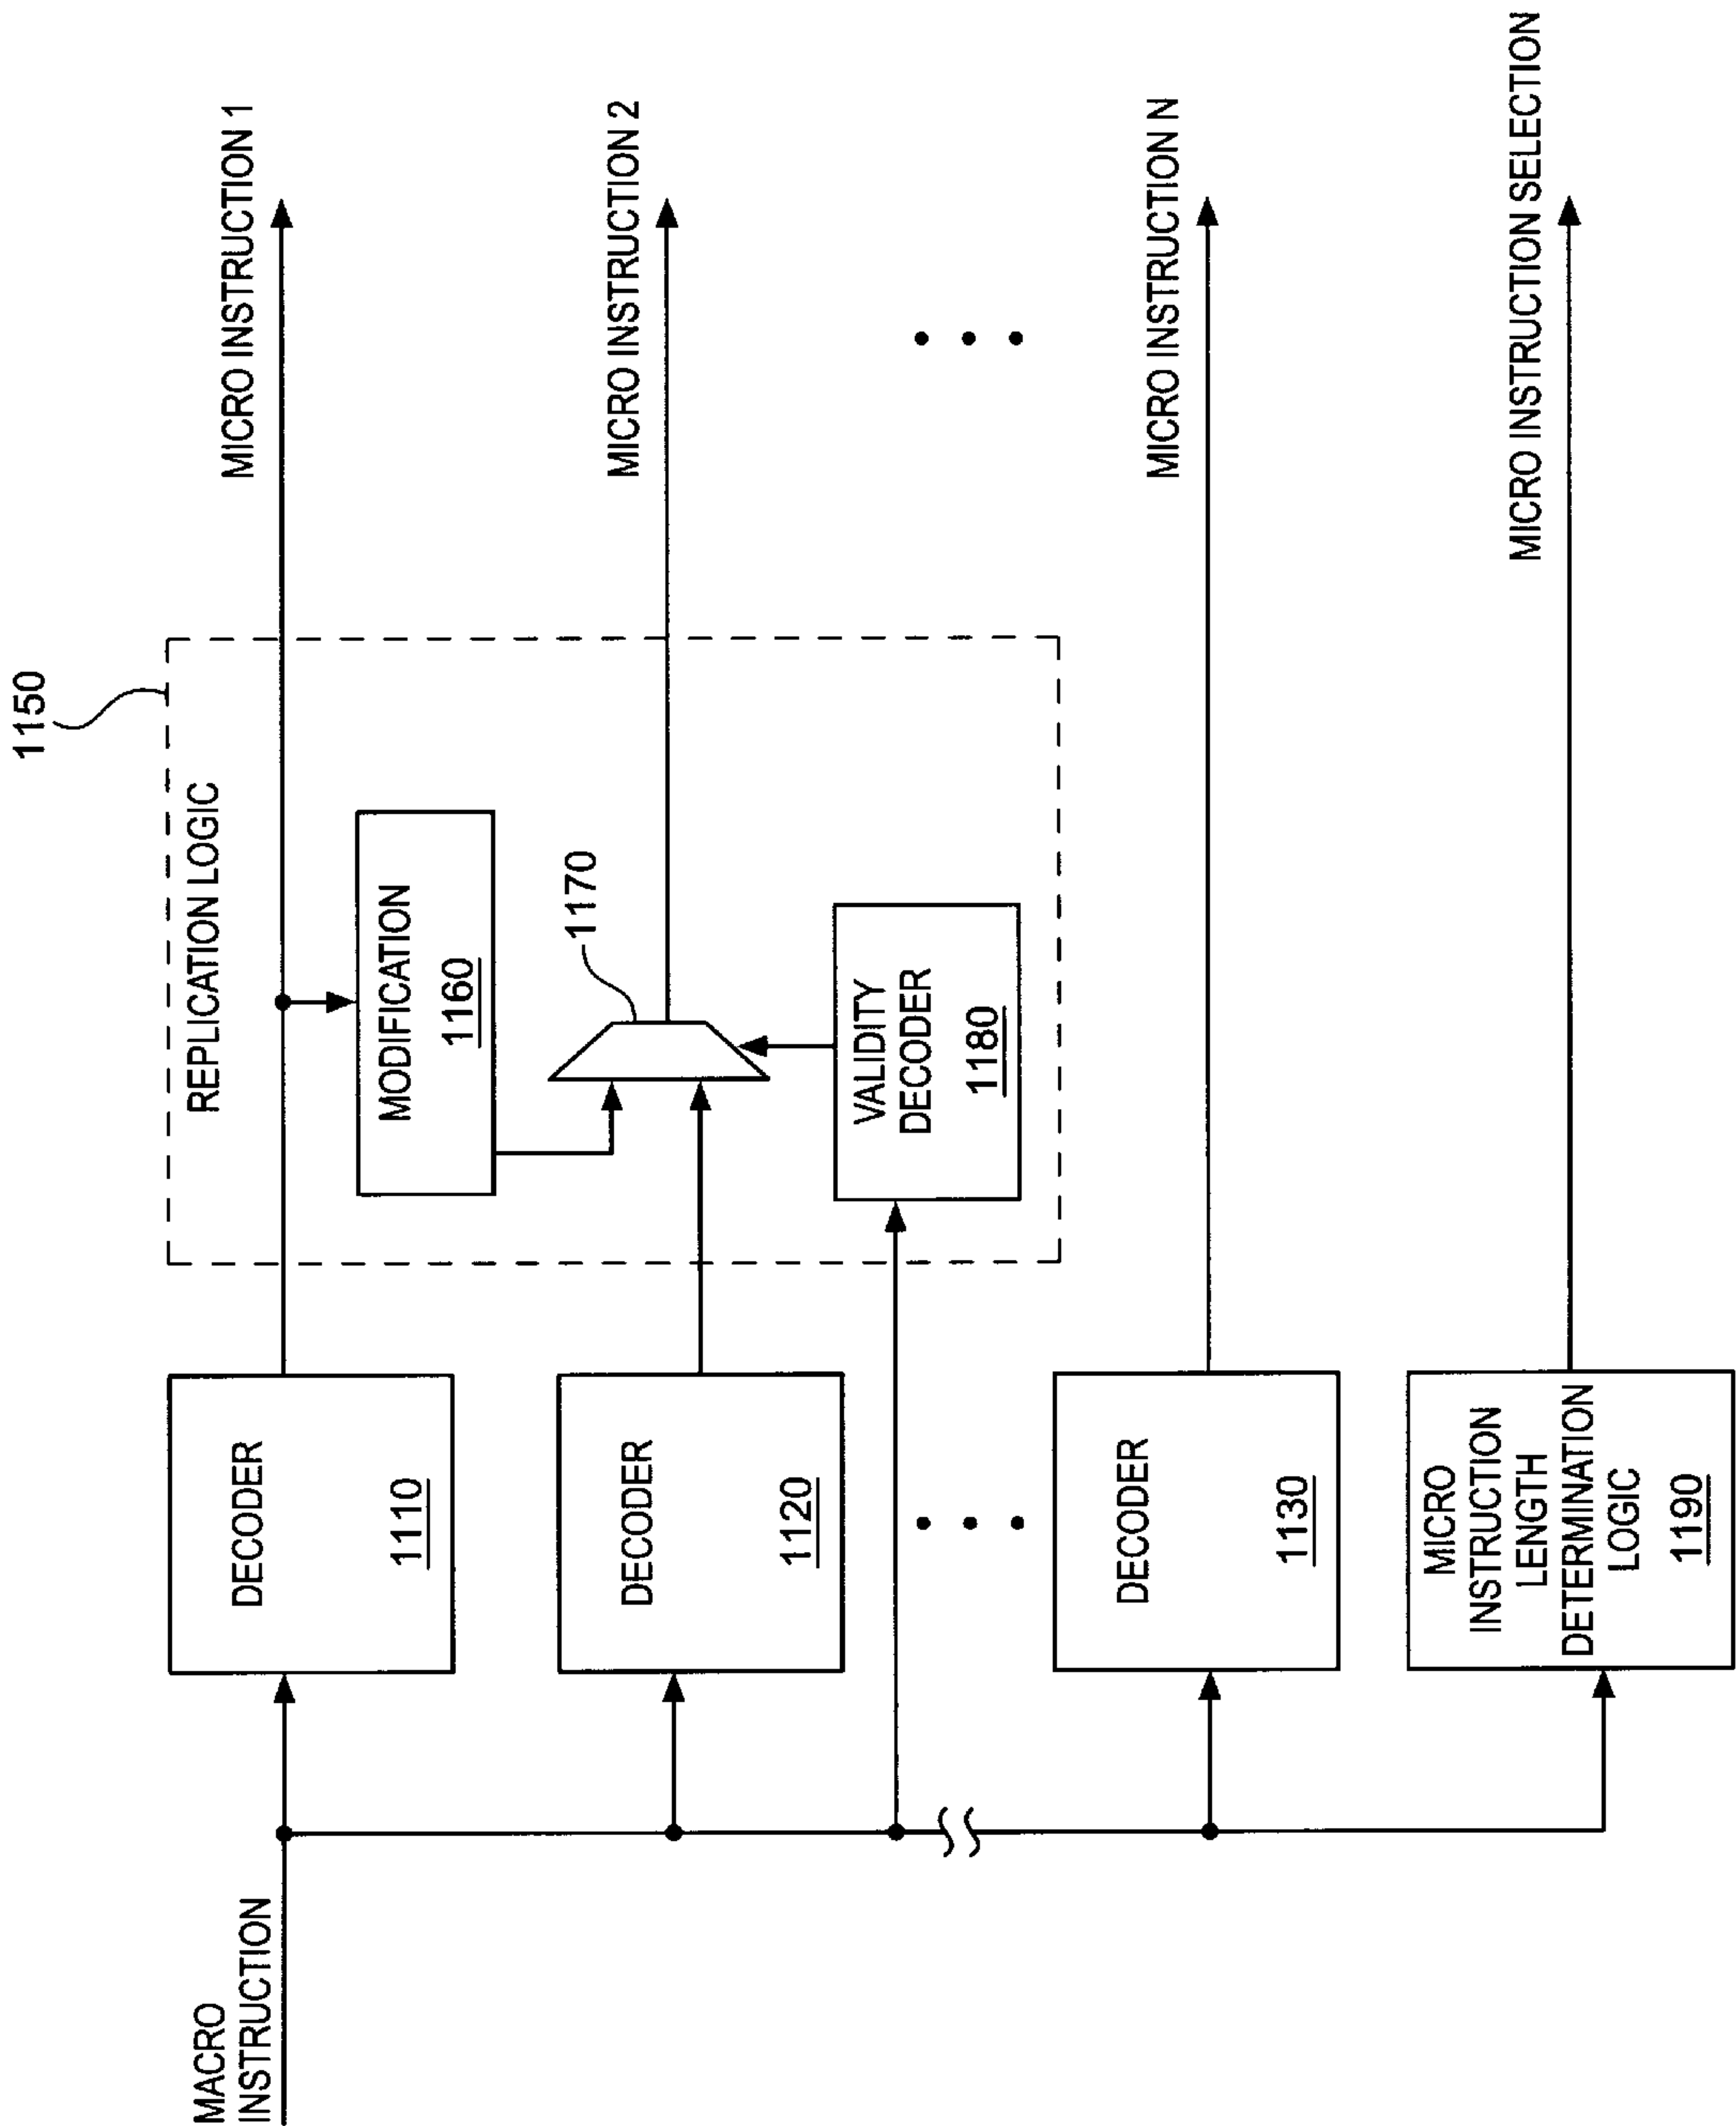 1150
REPLICATION LOGIC
MACRO
INSTRUCTION
DECODER
1110
MICRO INSTRUCTION 1
MODIFICATION
1160
1170
DECODER
1120
MICRO INSTRUCTION 2
VALIDITY
DECODER
1180
DECODER
1130
MICRO INSTRUCTION N
MICRO
INSTRUCTION
LENGTH
DETERMINATION
LOGIC
1190
MICRO INSTRUCTION SELECTION